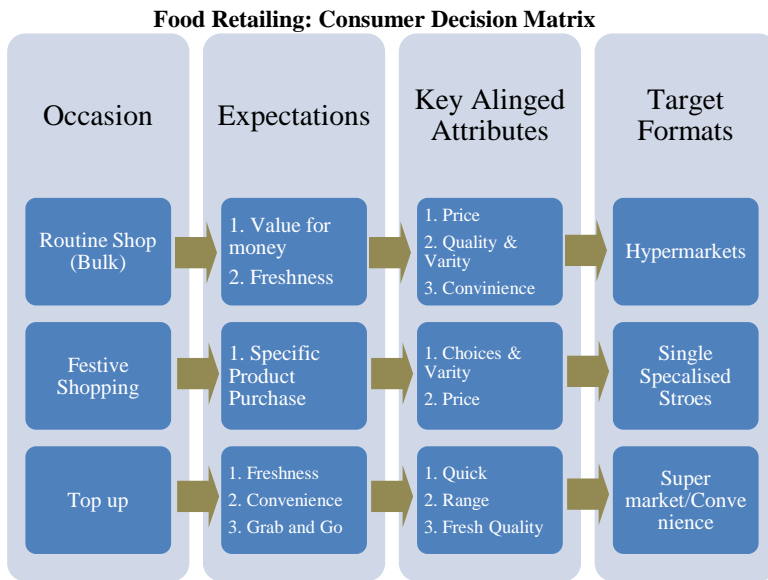 Food Retailing: Consumer Decision Matrix
Occasion
Expectations
Key Alinged
Attributes
Target
Formats
Routine Shop
(Bulk)
1. Value for
money
2. Freshness
1. Price
2. Quality &
Varity
3. Convinience
Hypermarkets
Festive
Shopping
1. Specific
Product
Purchase
1. Choices &
Varity
2. Price
Single
Specalised
Stroes
Top up
1. Freshness
2. Convenience
3. Grab and Go
1. Quick
2. Range
3. Fresh Quality
Super
market/Conve
nience